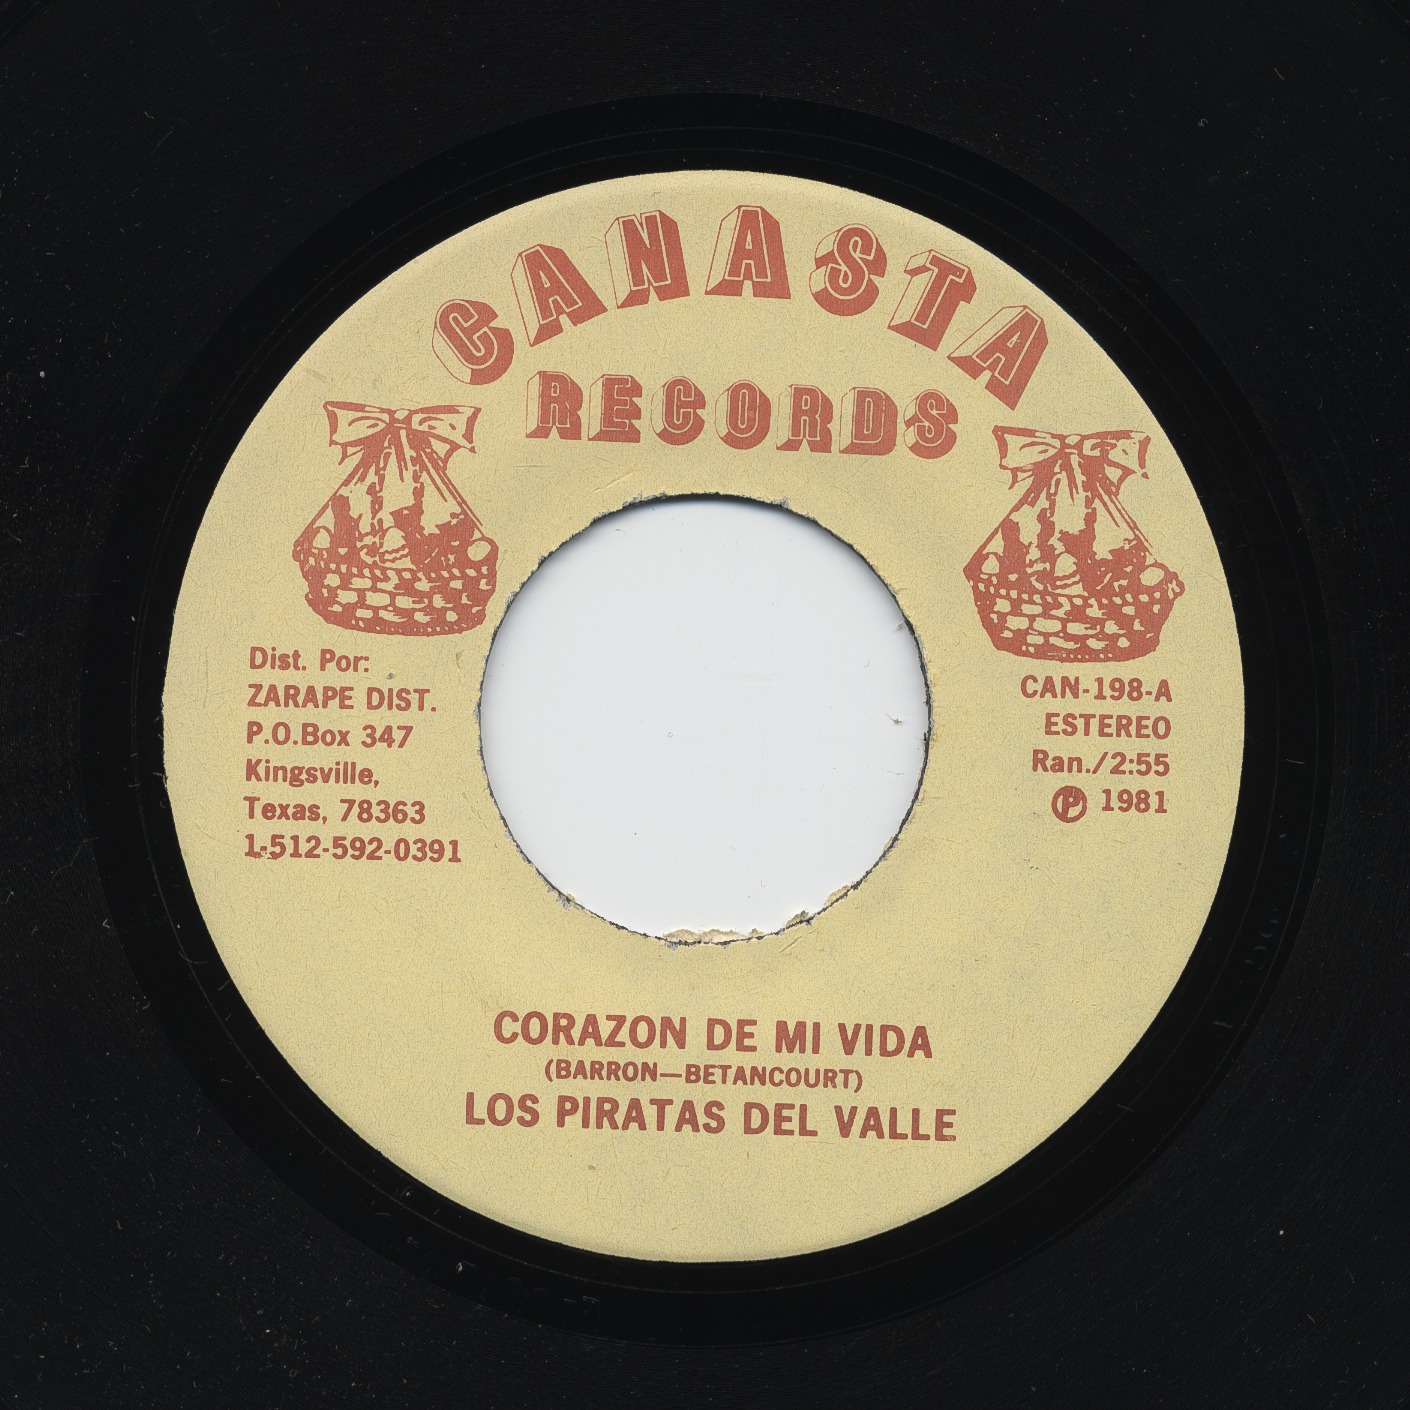 CANASTA
RECORDS
Dist. Por:
ZARAPE DIST.
P.O.Box 347
Kingsville,
Texas, 78363
1-512-592-0391
CAN-198-A
ESTEREO
Ran./2:55
Ⓟ 1981
CORAZON DE MI VIDA
(BARRON—BETANCOURT)
LOS PIRATAS DEL VALLE